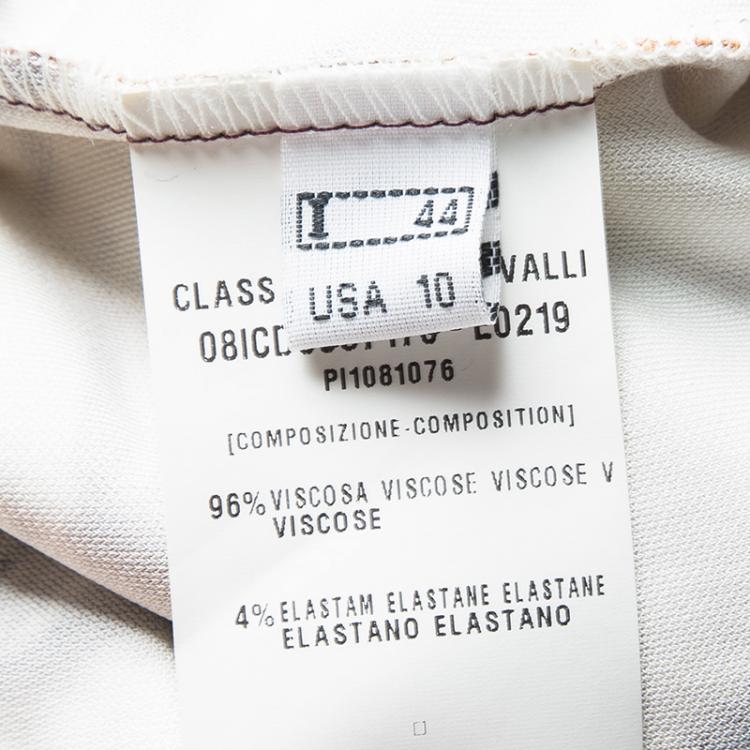 I 44
USA 10
CLASS VALLI
08ICD L0219
PI1081076
[COMPOSIZIONE-COMPOSITION]
96% VISCOSA VISCOSE VISCOSE V
VISCOSE
4% ELASTAM ELASTANE ELASTANE
ELASTANO ELASTANO